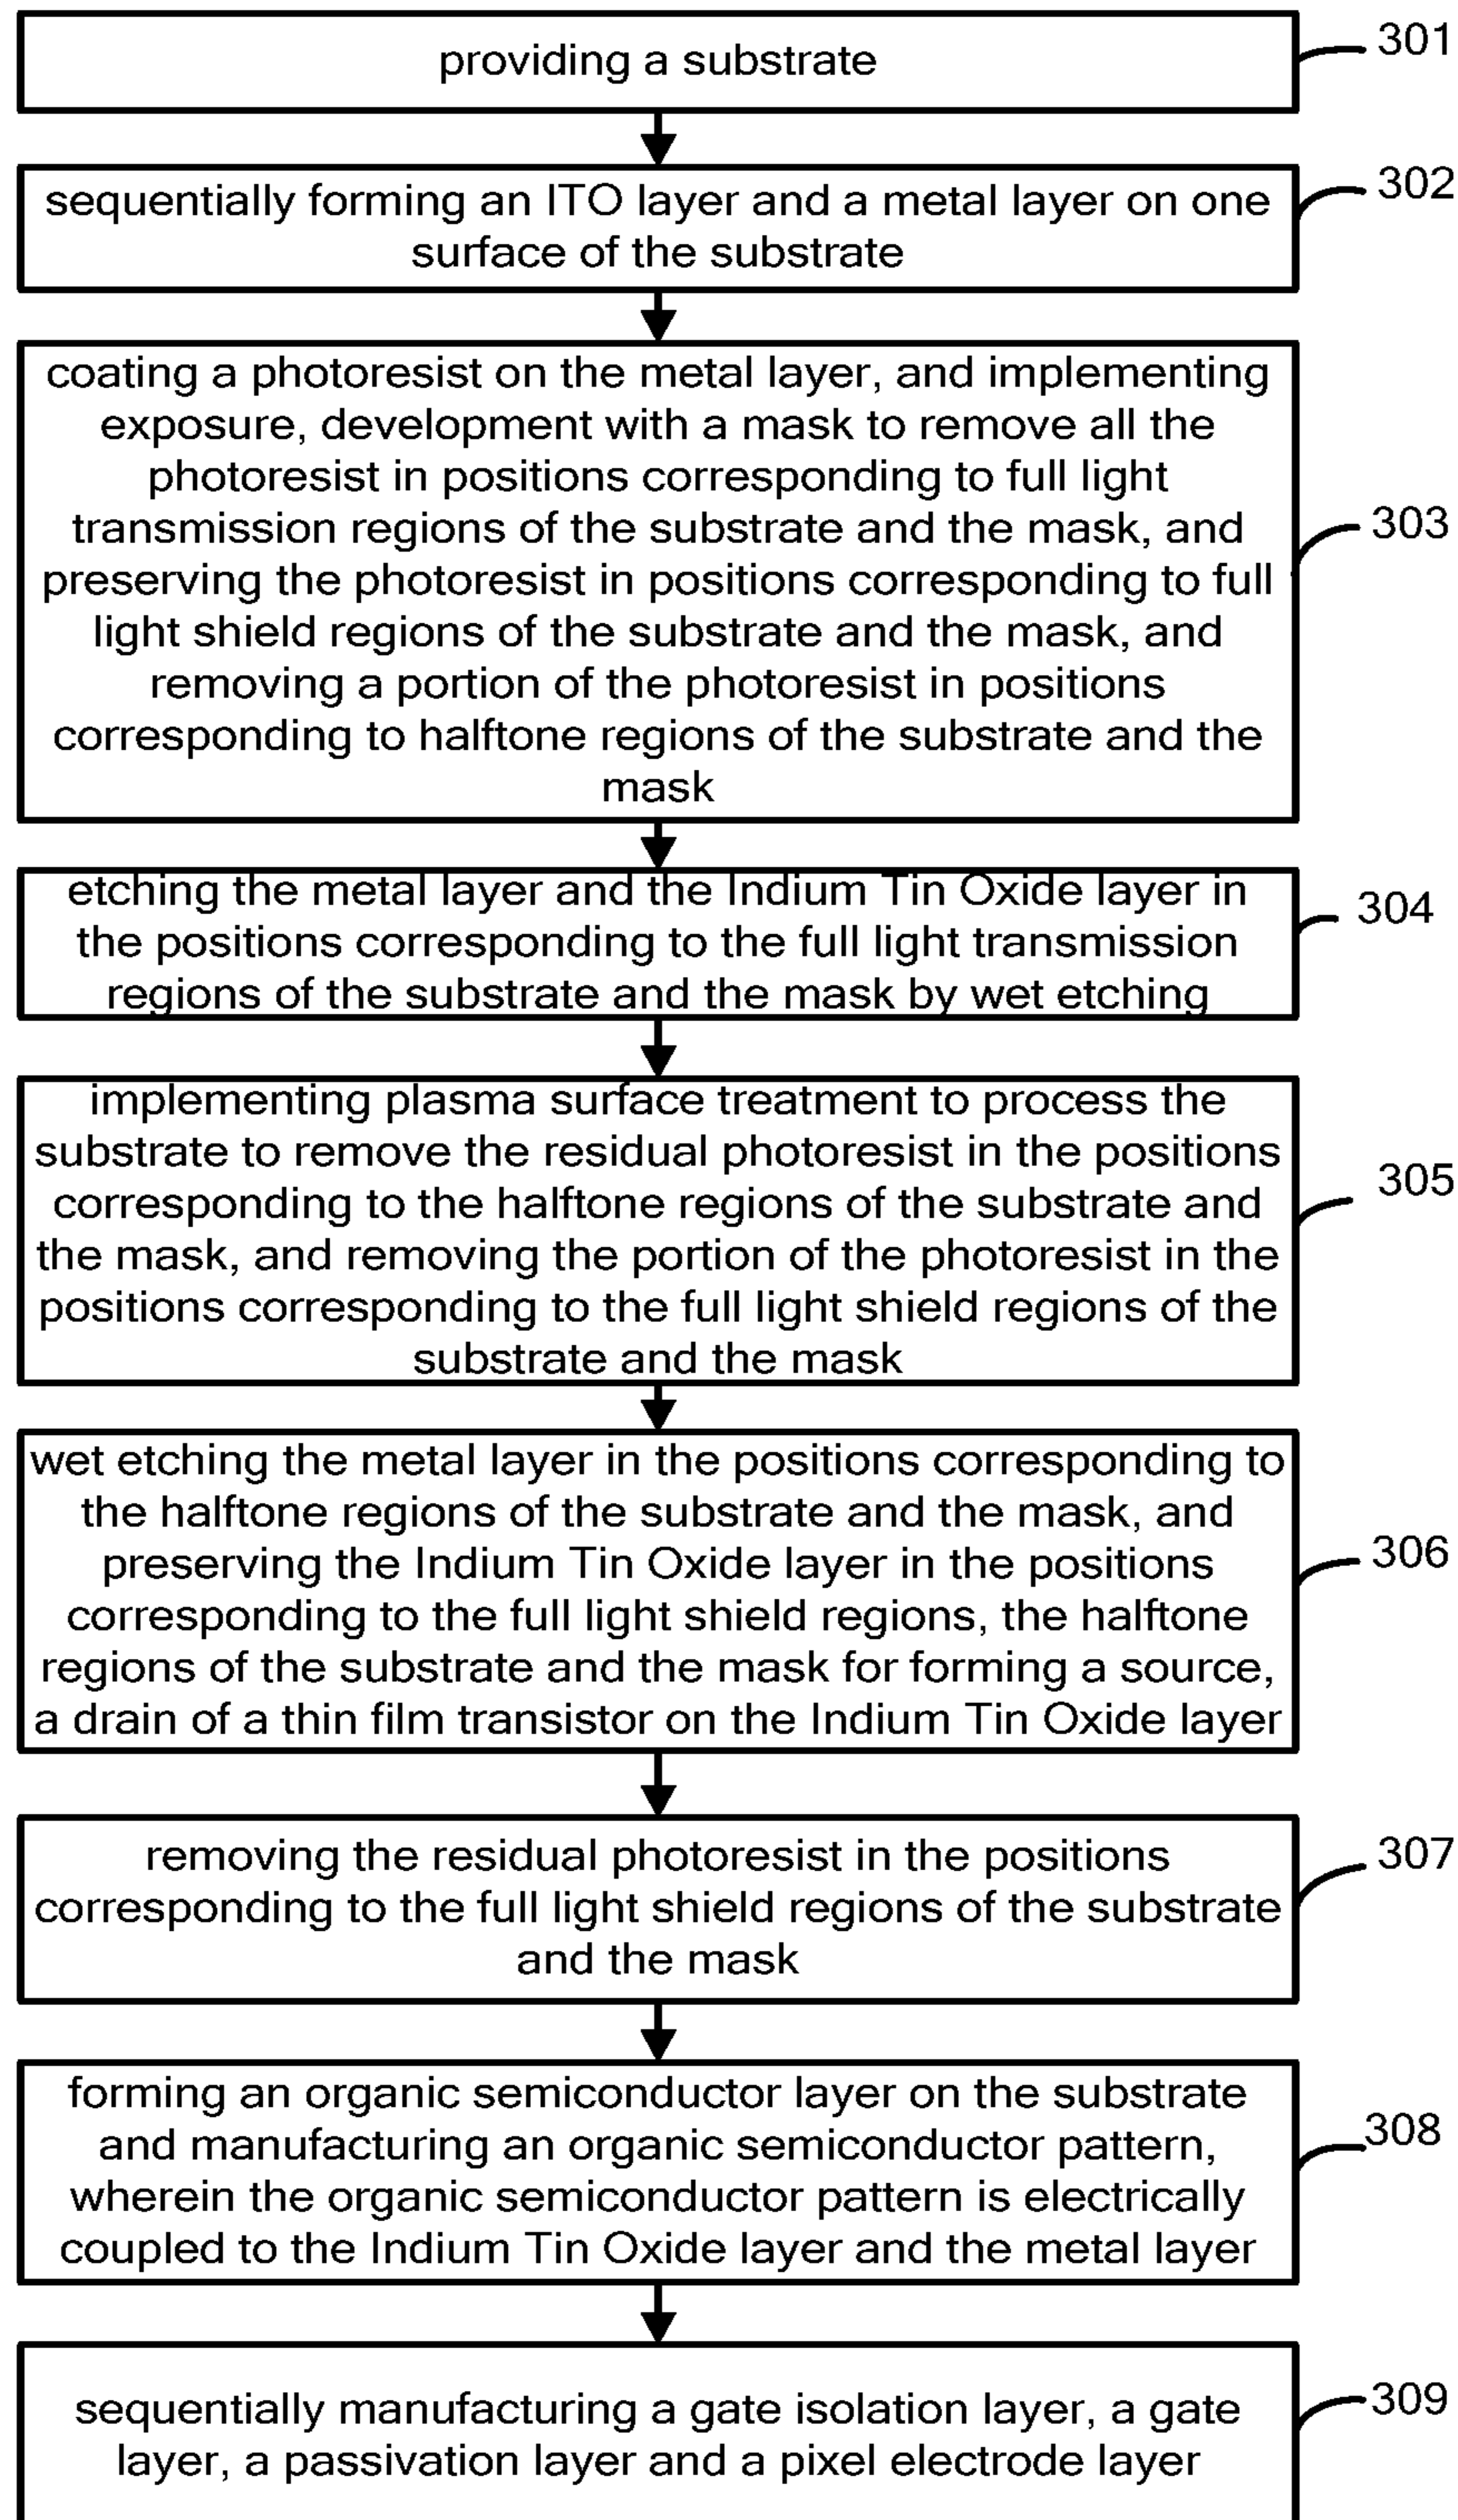 providing a substrate
301
sequentially forming an ITO layer and a metal layer on one
surface of the substrate
302
coating a photoresist on the metal layer, and implementing
exposure, development with a mask to remove all the
photoresist in positions corresponding to full light
transmission regions of the substrate and the mask, and
preserving the photoresist in positions corresponding to full
light shield regions of the substrate and the mask, and
removing a portion of the photoresist in positions
corresponding to halftone regions of the substrate and the
mask
303
etching the metal layer and the Indium Tin Oxide layer in
the positions corresponding to the full light transmission
regions of the substrate and the mask by wet etching
304
implementing plasma surface treatment to process the
substrate to remove the residual photoresist in the positions
corresponding to the halftone regions of the substrate and
the mask, and removing the portion of the photoresist in the
positions corresponding to the full light shield regions of the
substrate and the mask
305
wet etching the metal layer in the positions corresponding to
the halftone regions of the substrate and the mask, and
preserving the Indium Tin Oxide layer in the positions
corresponding to the full light shield regions, the halftone
regions of the substrate and the mask for forming a source,
a drain of a thin film transistor on the Indium Tin Oxide layer
306
removing the residual photoresist in the positions
corresponding to the full light shield regions of the substrate
and the mask
307
forming an organic semiconductor layer on the substrate
and manufacturing an organic semiconductor pattern,
wherein the organic semiconductor pattern is electrically
coupled to the Indium Tin Oxide layer and the metal layer
308
sequentially manufacturing a gate isolation layer, a gate
layer, a passivation layer and a pixel electrode layer
309